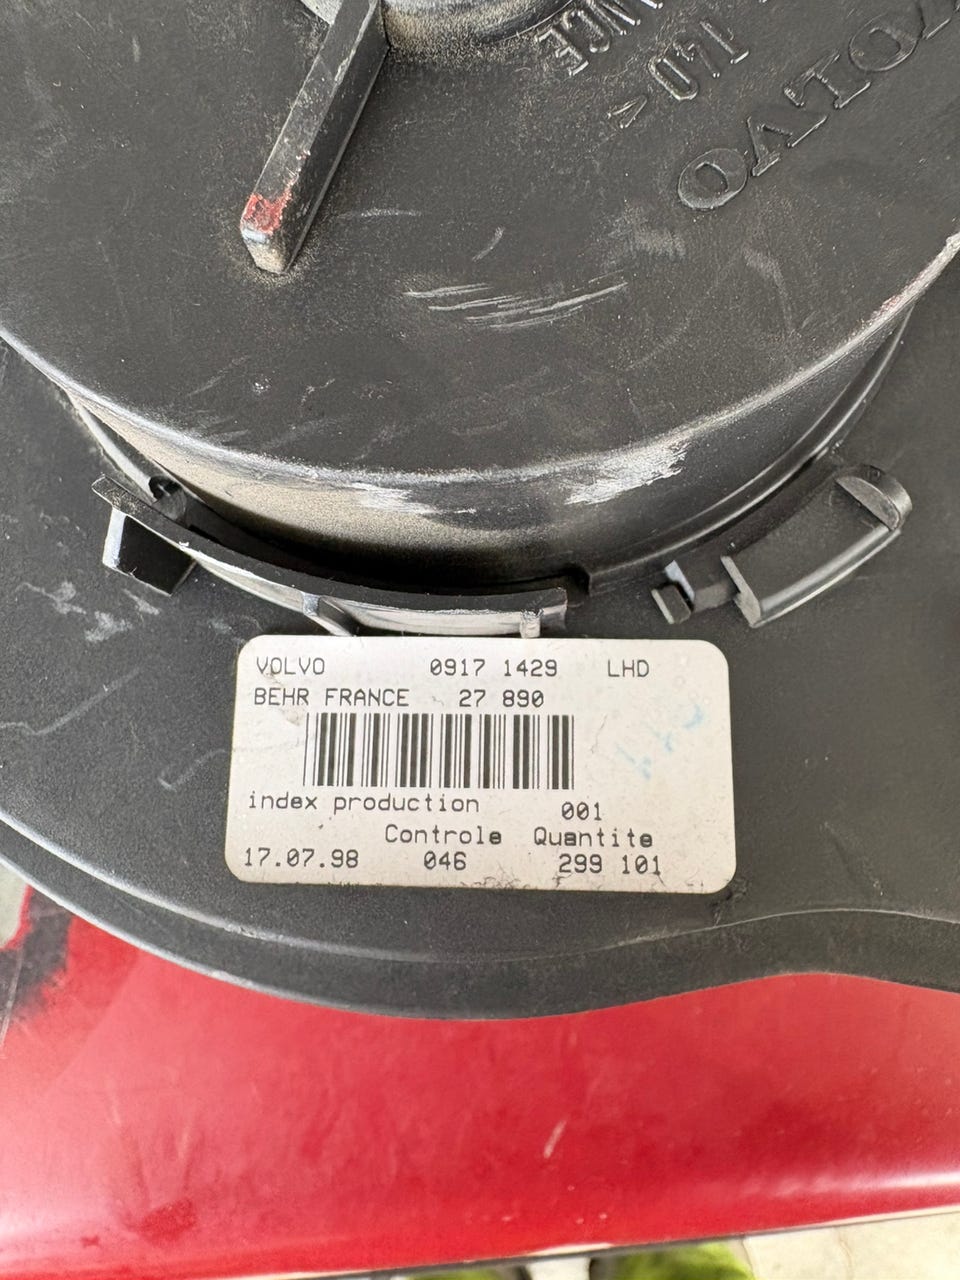 VOLVO
140 <
VOLVO 0917 1429 LHD
BEHR FRANCE 27 890
index production 001
Controle Quantite
17.07.98 046 299 101